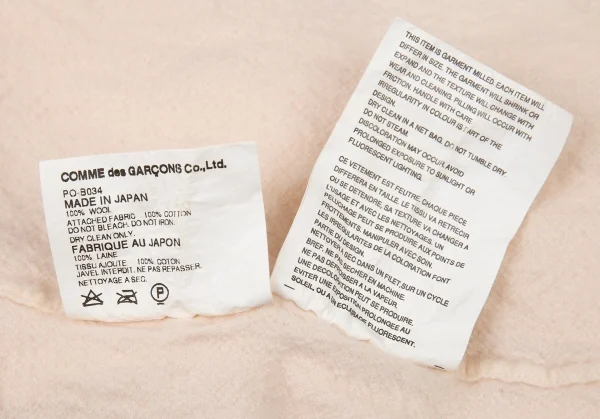 COMME des GARÇONS Co.,Ltd.
PO-B034
MADE IN JAPAN
100% WOOL
ATTACHED FABRIC 100% COTTON
DO NOT BLEACH. DO NOT IRON.
DRY CLEAN ONLY.
FABRIQUE AU JAPON
100% LAINE
TISSU AJOUTE 100% COTON
JAVEL INTERDIT. NE PAS REPASSER.
NETTOYAGE A SEC.
P
THIS ITEM IS GARMENT MILLED. EACH ITEM WILL
DIFFER IN SIZE. THE GARMENT WILL SHRINK OR
EXPAND AND THE TEXTURE WILL CHANGE WITH
WEAR AND CLEANING. PILLING WILL OCCUR WITH
FRICTION. HANDLE WITH CARE.
IRREGULARITY IN COLOUR IS PART OF THE
DESIGN.
DRY CLEAN IN A NET BAG, DO NOT TUMBLE DRY.
DO NOT STEAM.
DISCOLORATION MAY OCCUR. AVOID
PROLONGED EXPOSURE TO SUNLIGHT OR
FLUORESCENT LIGHTING.
CE VETEMENT EST FEUTRE, CHAQUE PIECE
DIFFERERA EN TAILLE. LE TISSU VA RETRECIR
OU SE DETENDRE, SA TEXTURE VA CHANGER A
L'USAGE ET AVEC LES NETTOYAGES. UN
FEUTRAGE PEUT SE PRODUIRE AUX POINTS DE
FROTTEMENTS. MANIPULER AVEC SOIN.
LES IRREGULARITES DE LA COLORATION FONT
PARTIE DU DESIGN.
NETTOYER A SEC DANS UN FILET, SUR UN CYCLE
BREF. NE PAS SECHER EN MACHINE.
NE PAS DEFROISSER A LA VAPEUR.
UNE DECOLORATION PEUT SE PRODUIRE.
EVITER UNE EXPOSITION PROLONGEE AU
SOLEIL, OU A UN ECLAIRAGE FLUORESCENT.